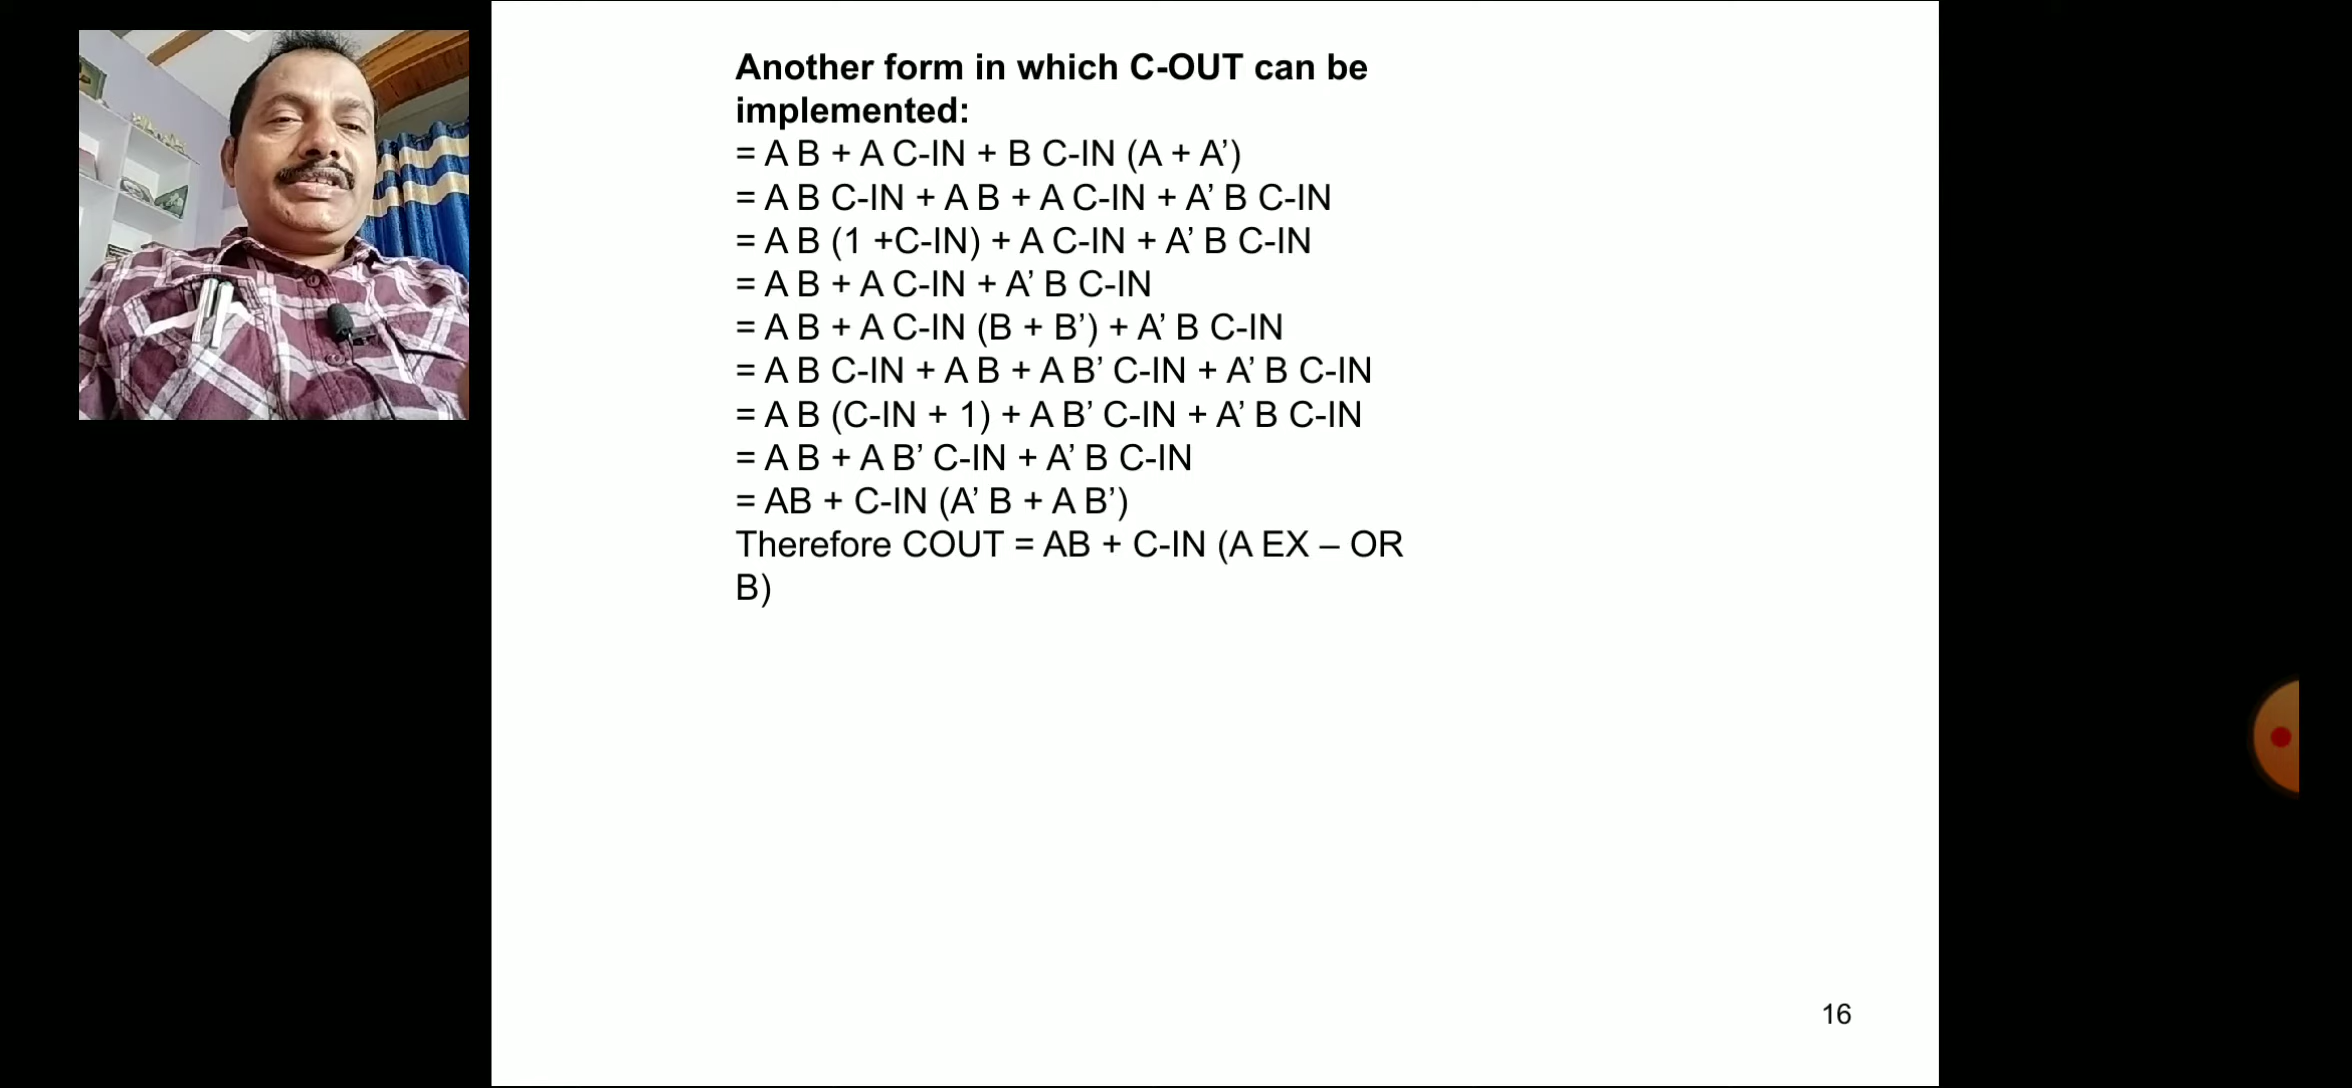 Another form in which C-OUT can be
implemented:
= A B + A C-IN + B C-IN (A + A’)
= A B C-IN + A B + A C-IN + A’ B C-IN
= A B (1 +C-IN) + A C-IN + A’ B C-IN
= A B + A C-IN + A’ B C-IN
= A B + A C-IN (B + B’) + A’ B C-IN
= A B C-IN + A B + A B’ C-IN + A’ B C-IN
= A B (C-IN + 1) + A B’ C-IN + A’ B C-IN
= A B + A B’ C-IN + A’ B C-IN
= AB + C-IN (A’ B + A B’)
Therefore COUT = AB + C-IN (A EX – OR
B)
16